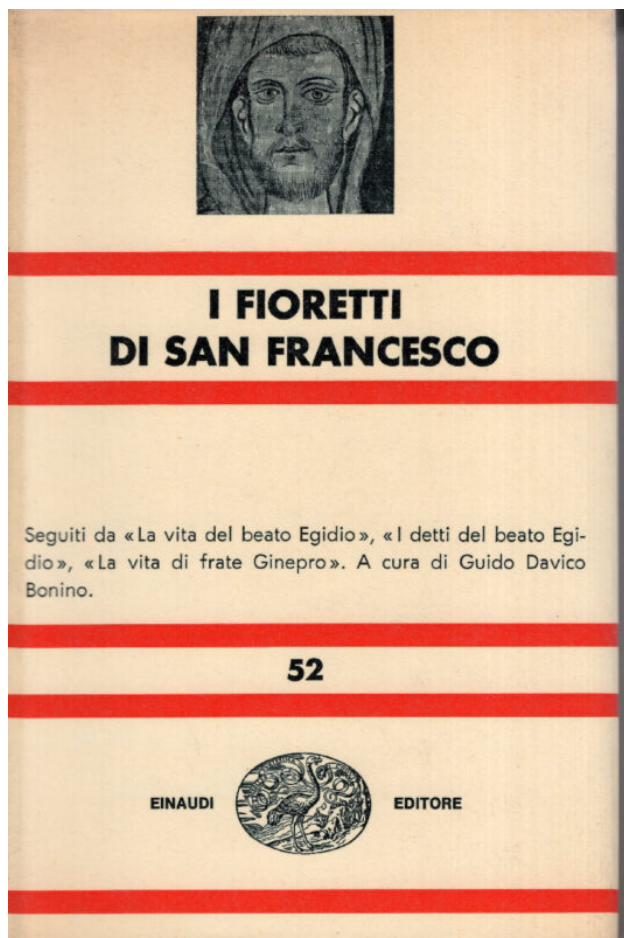 I FIORETTI
DI SAN FRANCESCO
Seguiti da «La vita del beato Egidio», «I detti del beato Egi-
dio», «La vita di frate Ginepro». A cura di Guido Davico
Bonino.
52
EINAUDI EDITORE